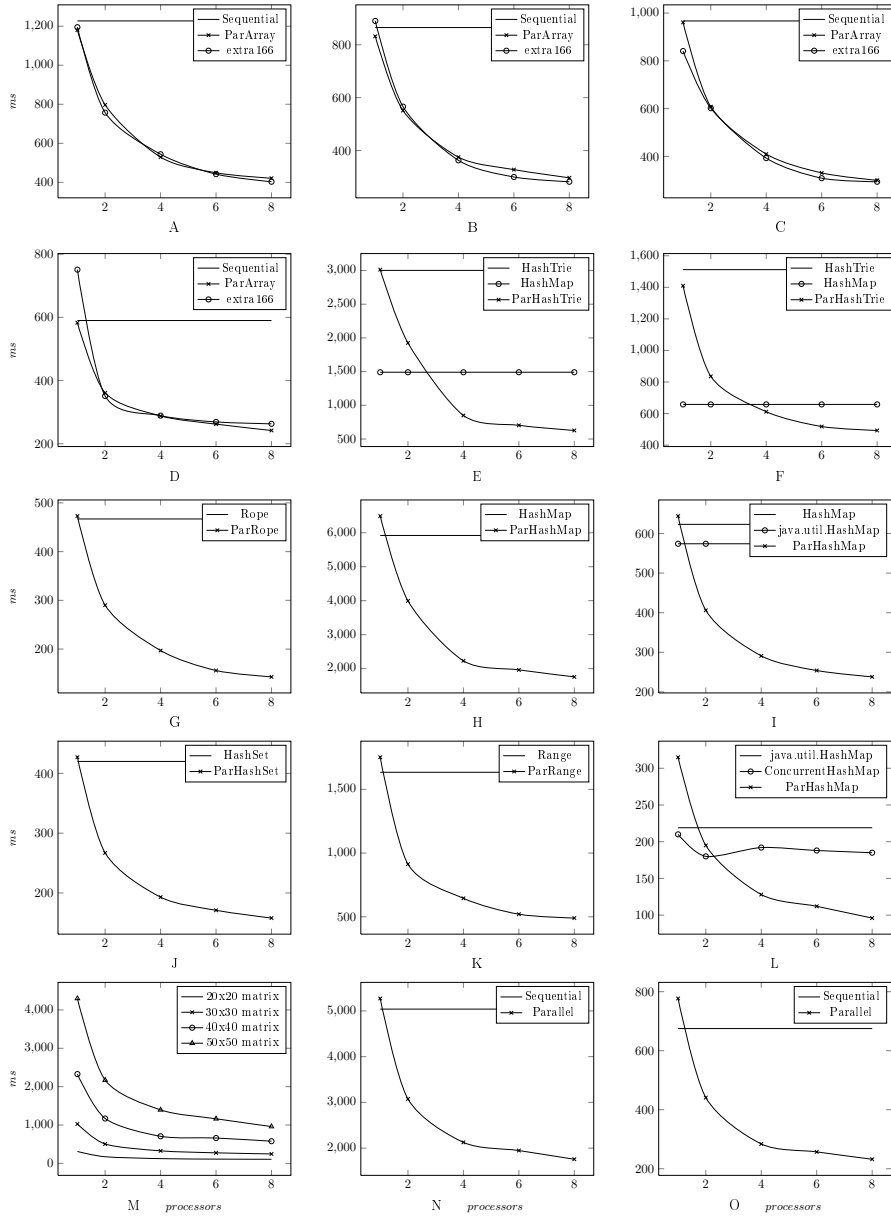 1,200
1,000
800
600
400
2
4
6
8
ms
Sequential
ParArray
extra166
A
800
600
400
2
4
6
8
Sequential
ParArray
extra166
B
1,000
800
600
400
2
4
6
8
Sequential
ParArray
extra166
C
800
600
400
200
2
4
6
8
Sequential
ParArray
extra166
D
3,000
2,500
2,000
1,500
1,000
500
2
4
6
8
HashTrie
HashMap
ParHashTrie
E
1,600
1,400
1,200
1,000
800
600
400
2
4
6
8
HashTrie
HashMap
ParHashTrie
F
500
400
300
200
2
4
6
8
ms
Rope
ParRope
G
6,000
5,000
4,000
3,000
2,000
2
4
6
8
HashMap
ParHashMap
H
600
500
400
300
200
2
4
6
8
HashMap
java.util.HashMap
ParHashMap
I
400
300
200
2
4
6
8
ms
HashSet
ParHashSet
J
1,500
1,000
500
2
4
6
8
Range
ParRange
K
300
250
200
150
100
2
4
6
8
java.util.HashMap
ConcurrentHashMap
ParHashMap
L
4,000
3,000
2,000
1,000
0
2
4
6
8
ms
20x20 matrix
30x30 matrix
40x40 matrix
50x50 matrix
M processors
5,000
4,000
3,000
2,000
2
4
6
8
Sequential
Parallel
N processors
800
600
400
200
2
4
6
8
Sequential
Parallel
O processors